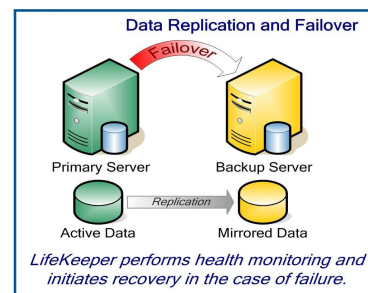 Data Replication and Failover
Failover
Primary Server
Backup Server
Replication
Active Data
Mirrored Data
LifeKeeper performs health monitoring and
initiates recovery in the case of failure.